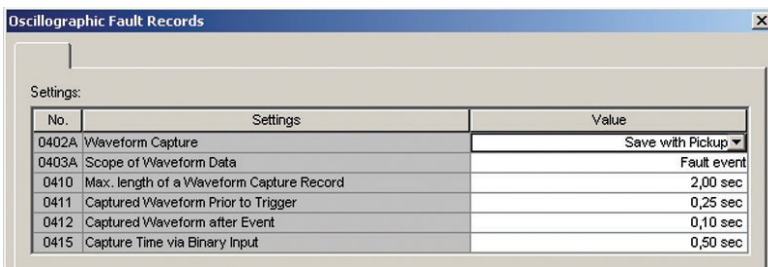 Oscillographic Fault Records
Settings:
No. Settings Value
0402A Waveform Capture Save with Pickup
0403A Scope of Waveform Data Fault event
0410 Max. length of a Waveform Capture Record 2,00 sec
0411 Captured Waveform Prior to Trigger 0,25 sec
0412 Captured Waveform after Event 0,10 sec
0415 Capture Time via Binary Input 0,50 sec